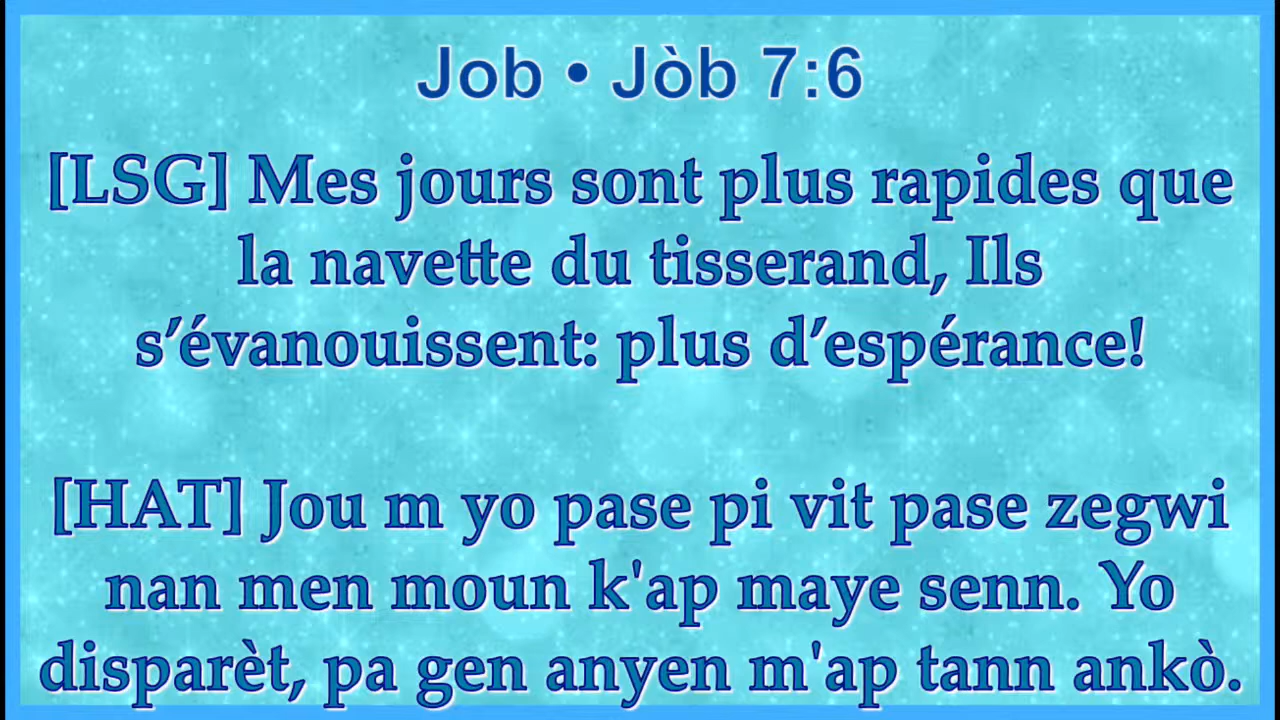 Job • Jòb 7:6
[LSG] Mes jours sont plus rapides que
la navette du tisserand, Ils
s’évanouissent: plus d’espérance!
[HAT] Jou m yo pase pi vit pase zegwi
nan men moun k'ap maye senn. Yo
disparèt, pa gen anyen m'ap tann ankò.